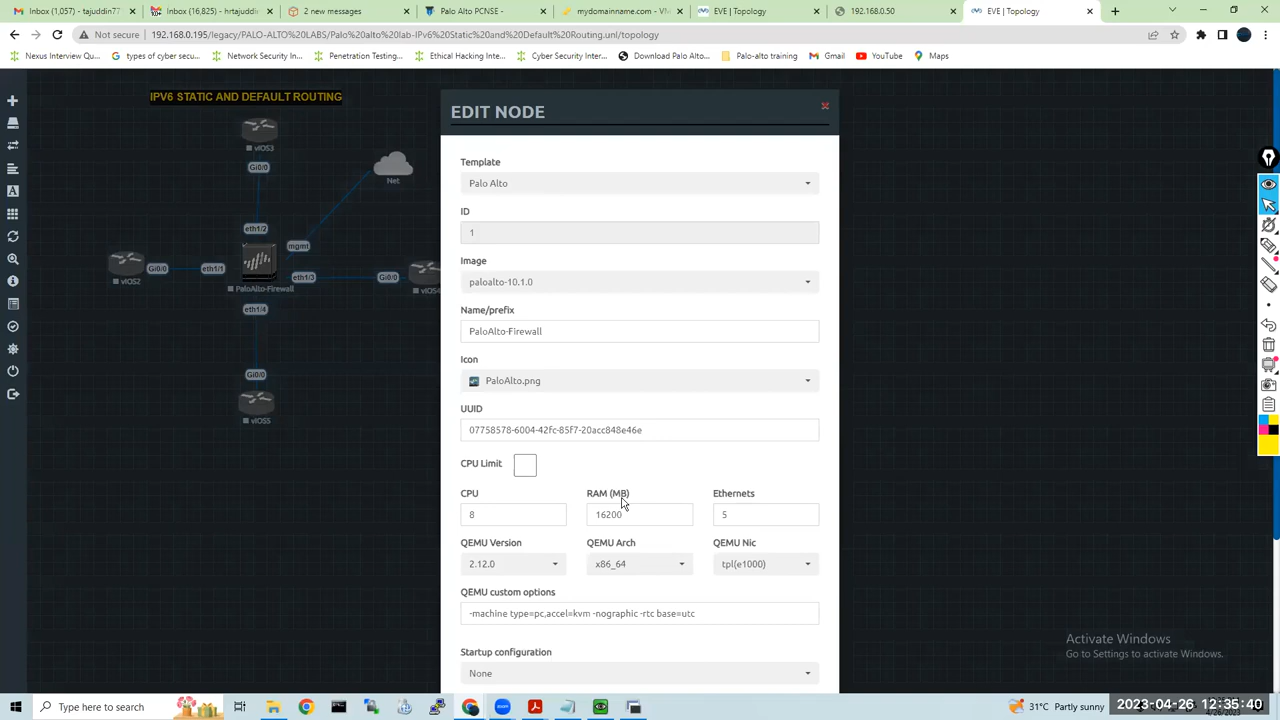 Inbox (1,057) - tajuddin77
Inbox (16,825) - hrtajuddin
2 new messages
Palo Alto PCNSE -
mydomainname.com - VM
EVE | Topology
192.168.0.50
EVE | Topology
Not secure
192.168.0.195/legacy/PALO-ALTO%20LABS/Palo%20alto%20lab-IPv6%20Static%20and%20Default%20Routing.unl/topology
Nexus Interview Qu...
types of cyber secu...
Network Security In...
Penetration Testing...
Ethical Hacking Inte...
Cyber Security Inter...
Download Palo Alto...
Palo-alto training
Gmail
YouTube
Maps
IPV6 STATIC AND DEFAULT ROUTING
vIOS3
Gi0/0
Net
eth1/2
mgmt
vIOS2
Gi0/0
eth1/1
PaloAlto-Firewall
eth1/3
Gi0/0
vIOS4
eth1/4
Gi0/0
vIOS5
EDIT NODE
Template
Palo Alto
ID
1
Image
paloalto-10.1.0
Name/prefix
PaloAlto-Firewall
Icon
PaloAlto.png
UUID
07758578-6004-42fc-85f7-20acc848e46e
CPU Limit
CPU
RAM (MB)
Ethernets
8
16200
5
QEMU Version
QEMU Arch
QEMU Nic
2.12.0
x86_64
tpl(e1000)
QEMU custom options
-machine type=pc,accel=kvm -nographic -rtc base=utc
Startup configuration
None
Activate Windows
Go to Settings to activate Windows.
Type here to search
31°C Partly sunny
2023-04-26 12:35:40